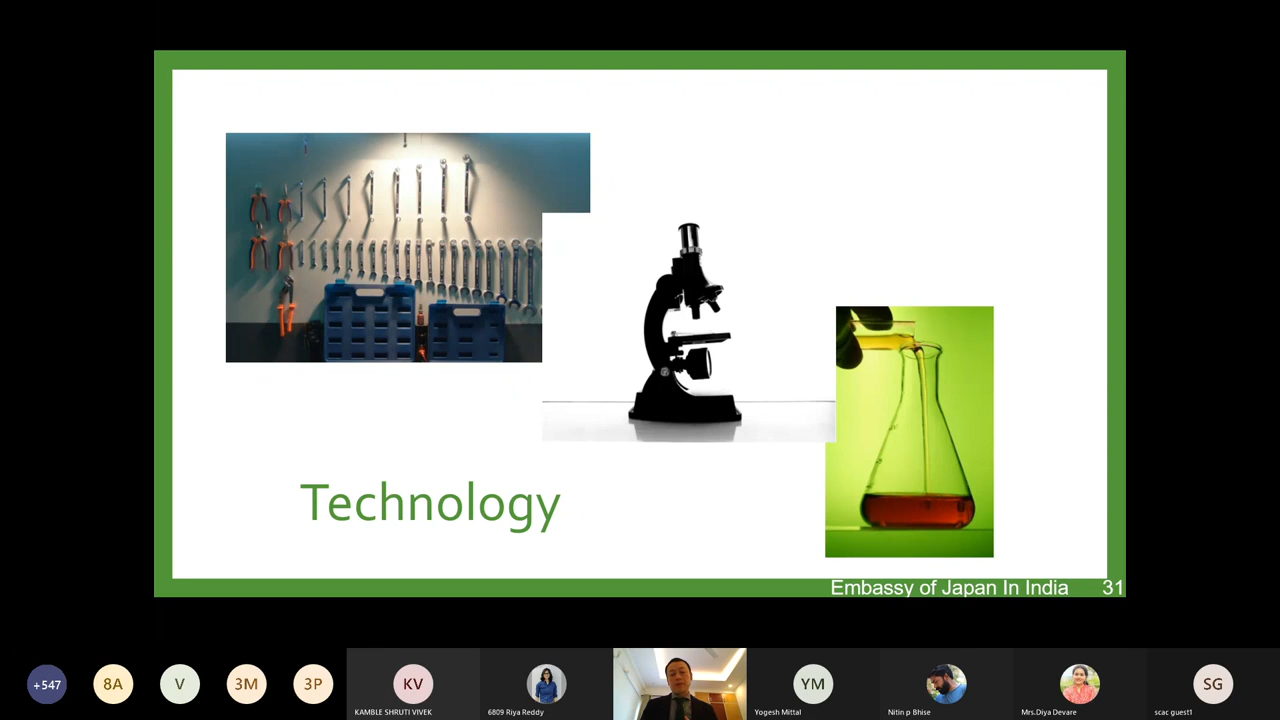 Technology
Embassy of Japan In India 31
+547
8A
V
3M
3P
KV
YM
SG
KAMBLE SHRUTI VIVEK
6809 Riya Reddy
Yogesh Mittal
Nitin p Bhise
Mrs.Diya Devare
scac guest1